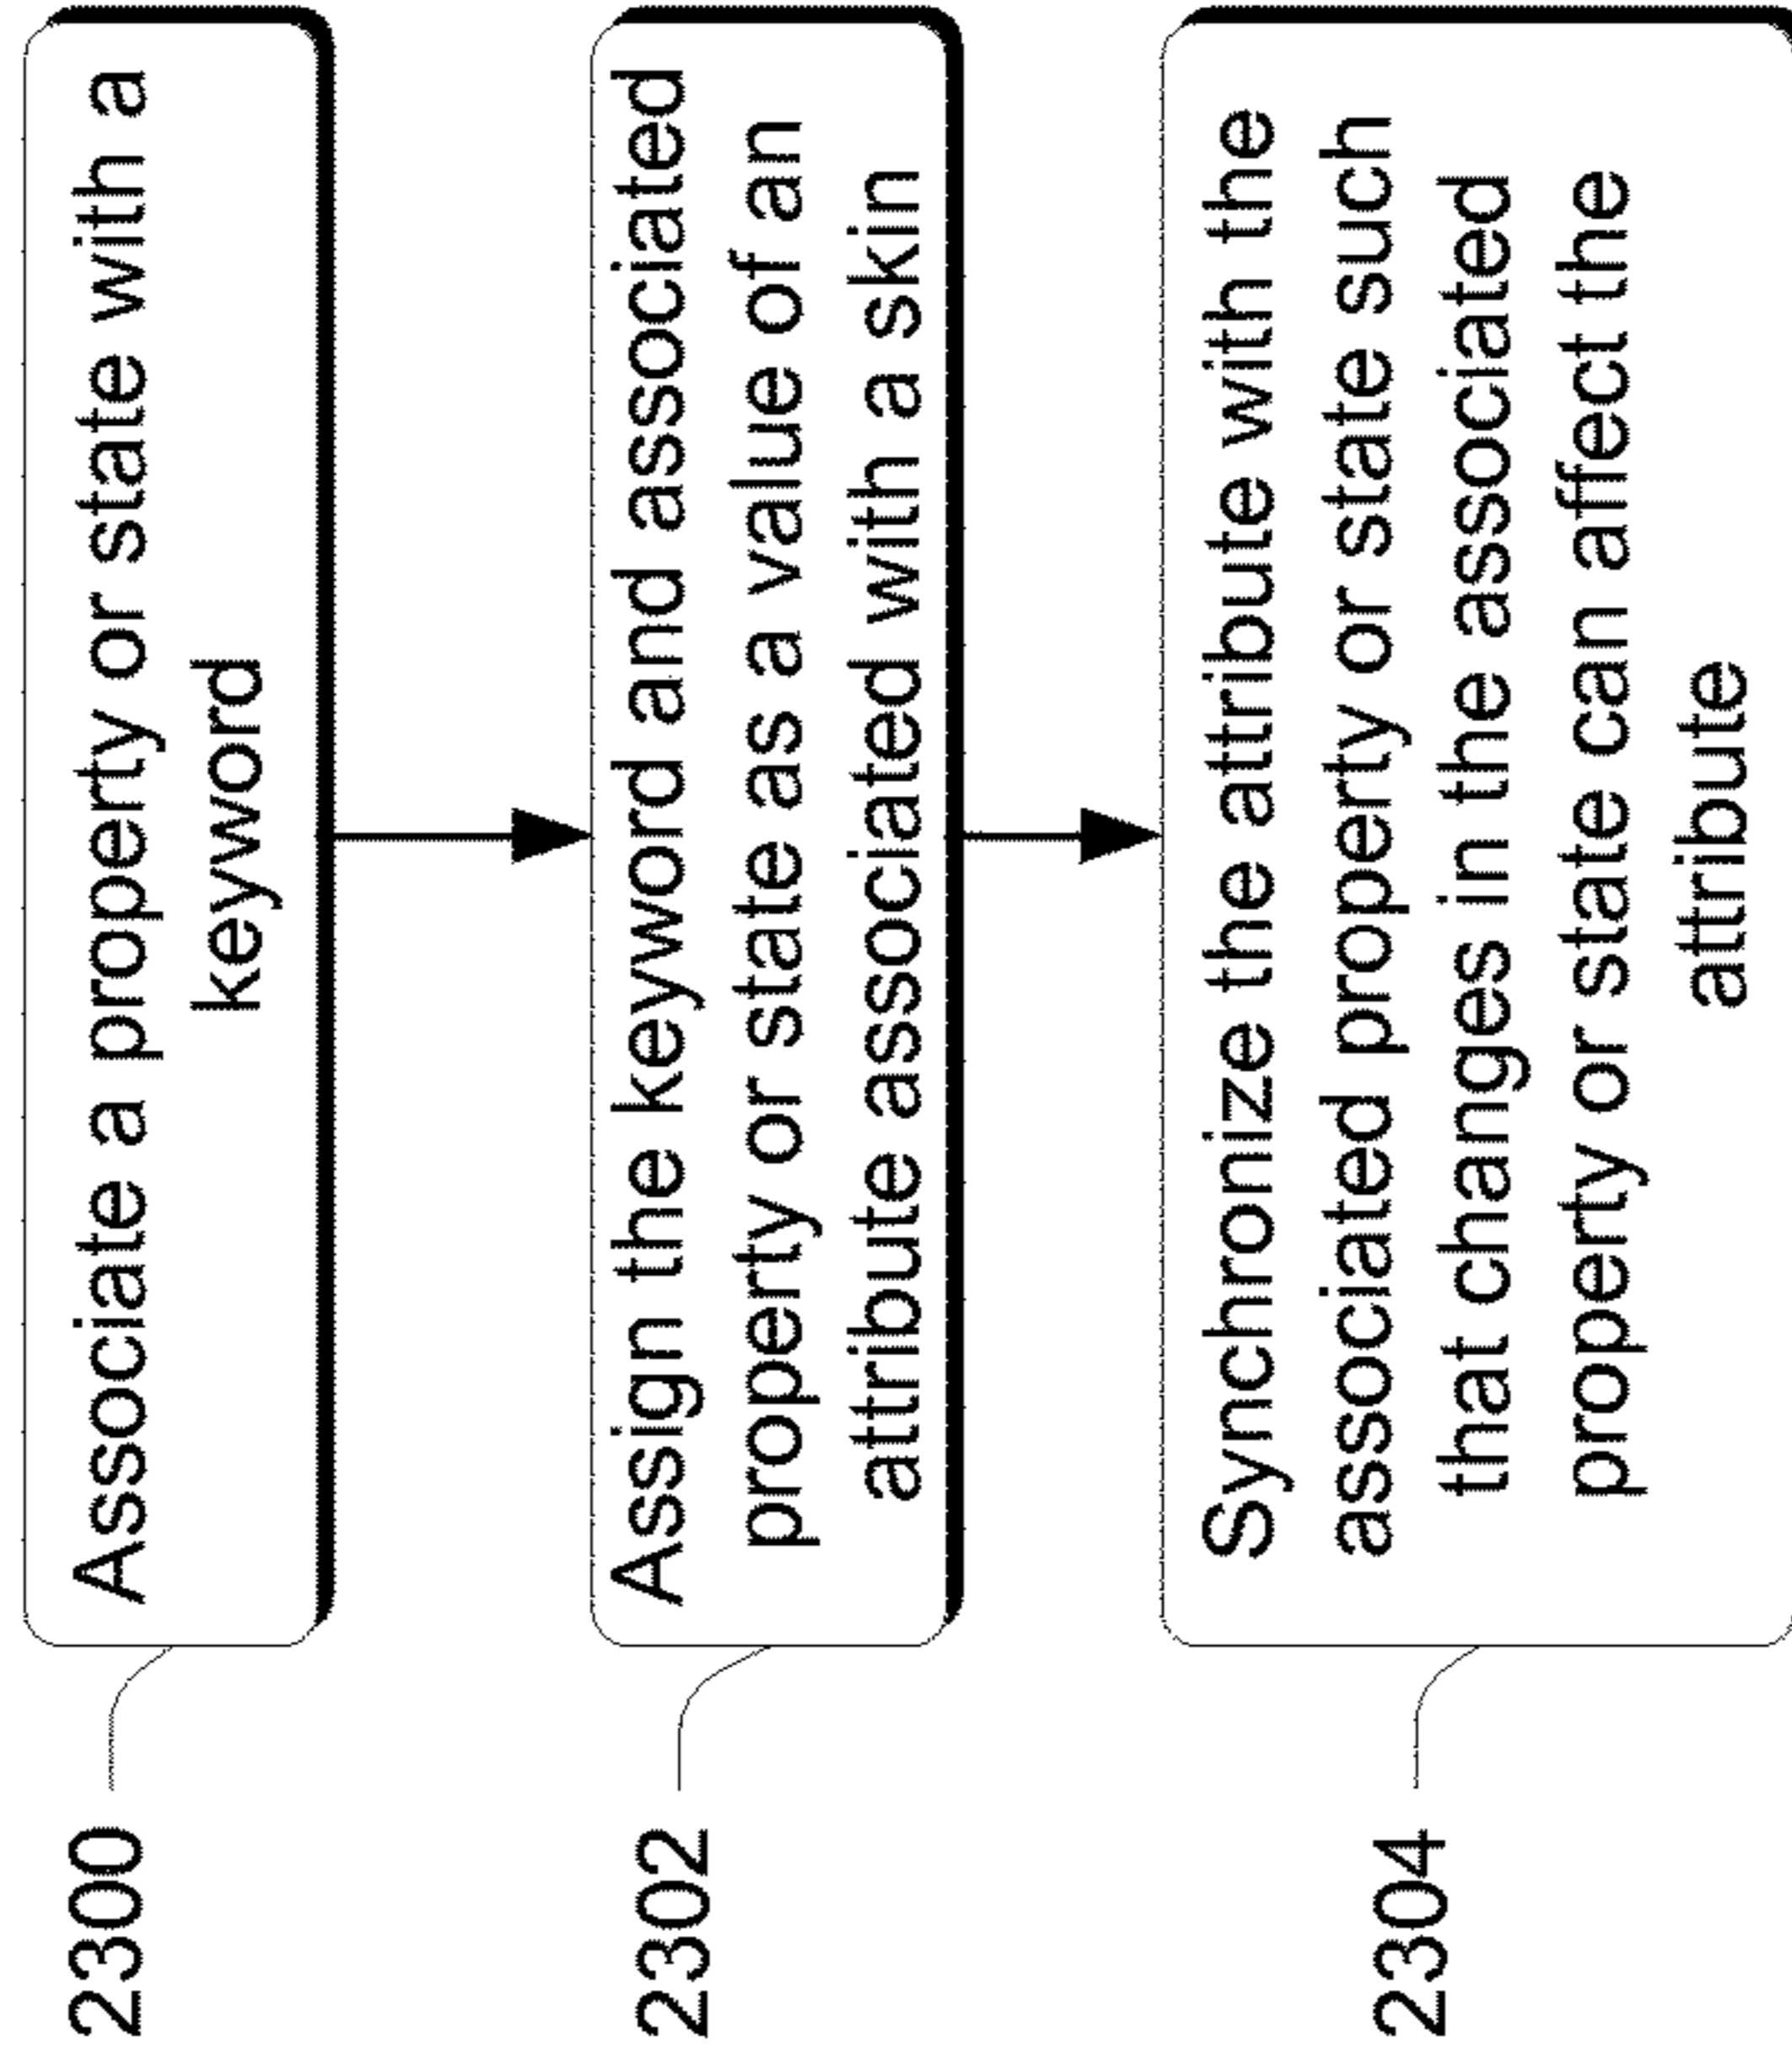 2300
Associate a property or state with a
keyword
2302
Assign the keyword and associated
property or state as a value of an
attribute associated with a skin
2304
Synchronize the attribute with the
associated property or state such
that changes in the associated
property or state can affect the
attribute